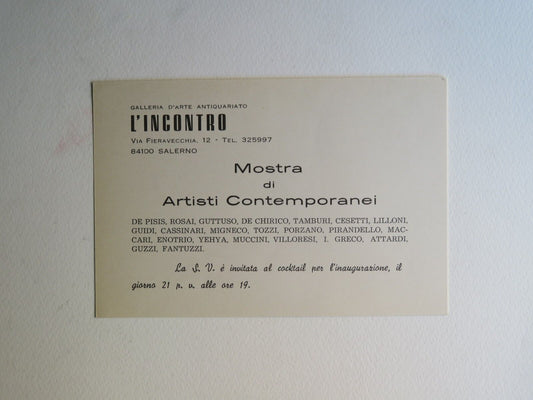 GALLERIA D'ARTE ANTIQUARIATO
L'INCONTRO
VIA FIERAVECCHIA, 12 - TEL. 325997
84100 SALERNO
Mostra
di
Artisti Contemporanei
DE PISIS, ROSAI, GUTTUSO, DE CHIRICO, TAMBURI, CESETTI, LILLONI,
GUIDI, CASSINARI, MIGNECO, TOZZI, PORZANO, PIRANDELLO, MAC-
CARI, ENOTRIO, YEHYA, MUCCINI, VILLORESI, I. GRECO, ATTARDI,
GUZZI, FANTUZZI.
La S. V. è invitata al cocktail per l'inaugurazione, il
giorno 21 p. v. alle ore 19.